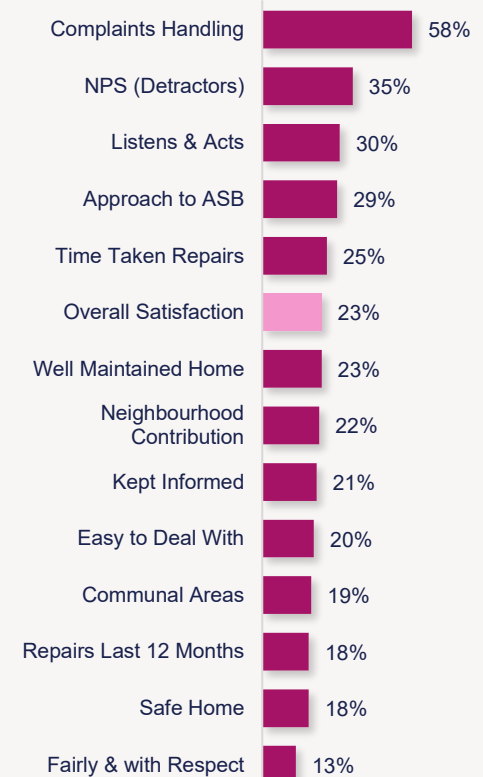 Complaints Handling 58%
NPS (Detractors) 35%
Listens & Acts 30%
Approach to ASB 29%
Time Taken Repairs 25%
Overall Satisfaction 23%
Well Maintained Home 23%
Neighbourhood
Contribution 22%
Kept Informed 21%
Easy to Deal With 20%
Communal Areas 19%
Repairs Last 12 Months 18%
Safe Home 18%
Fairly & with Respect 13%